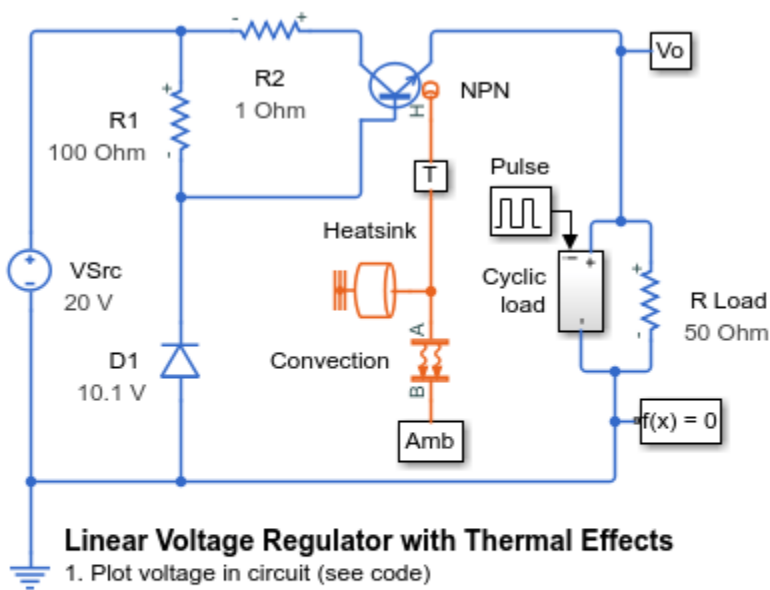 Vo
R2
1 Ohm
NPN
H
R1
100 Ohm
T
Pulse
Heatsink
VSrc
20 V
Cyclic
load
R Load
50 Ohm
A
Convection
D1
10.1 V
B
Amb
f(x) = 0
Linear Voltage Regulator with Thermal Effects
1. Plot voltage in circuit (see code)